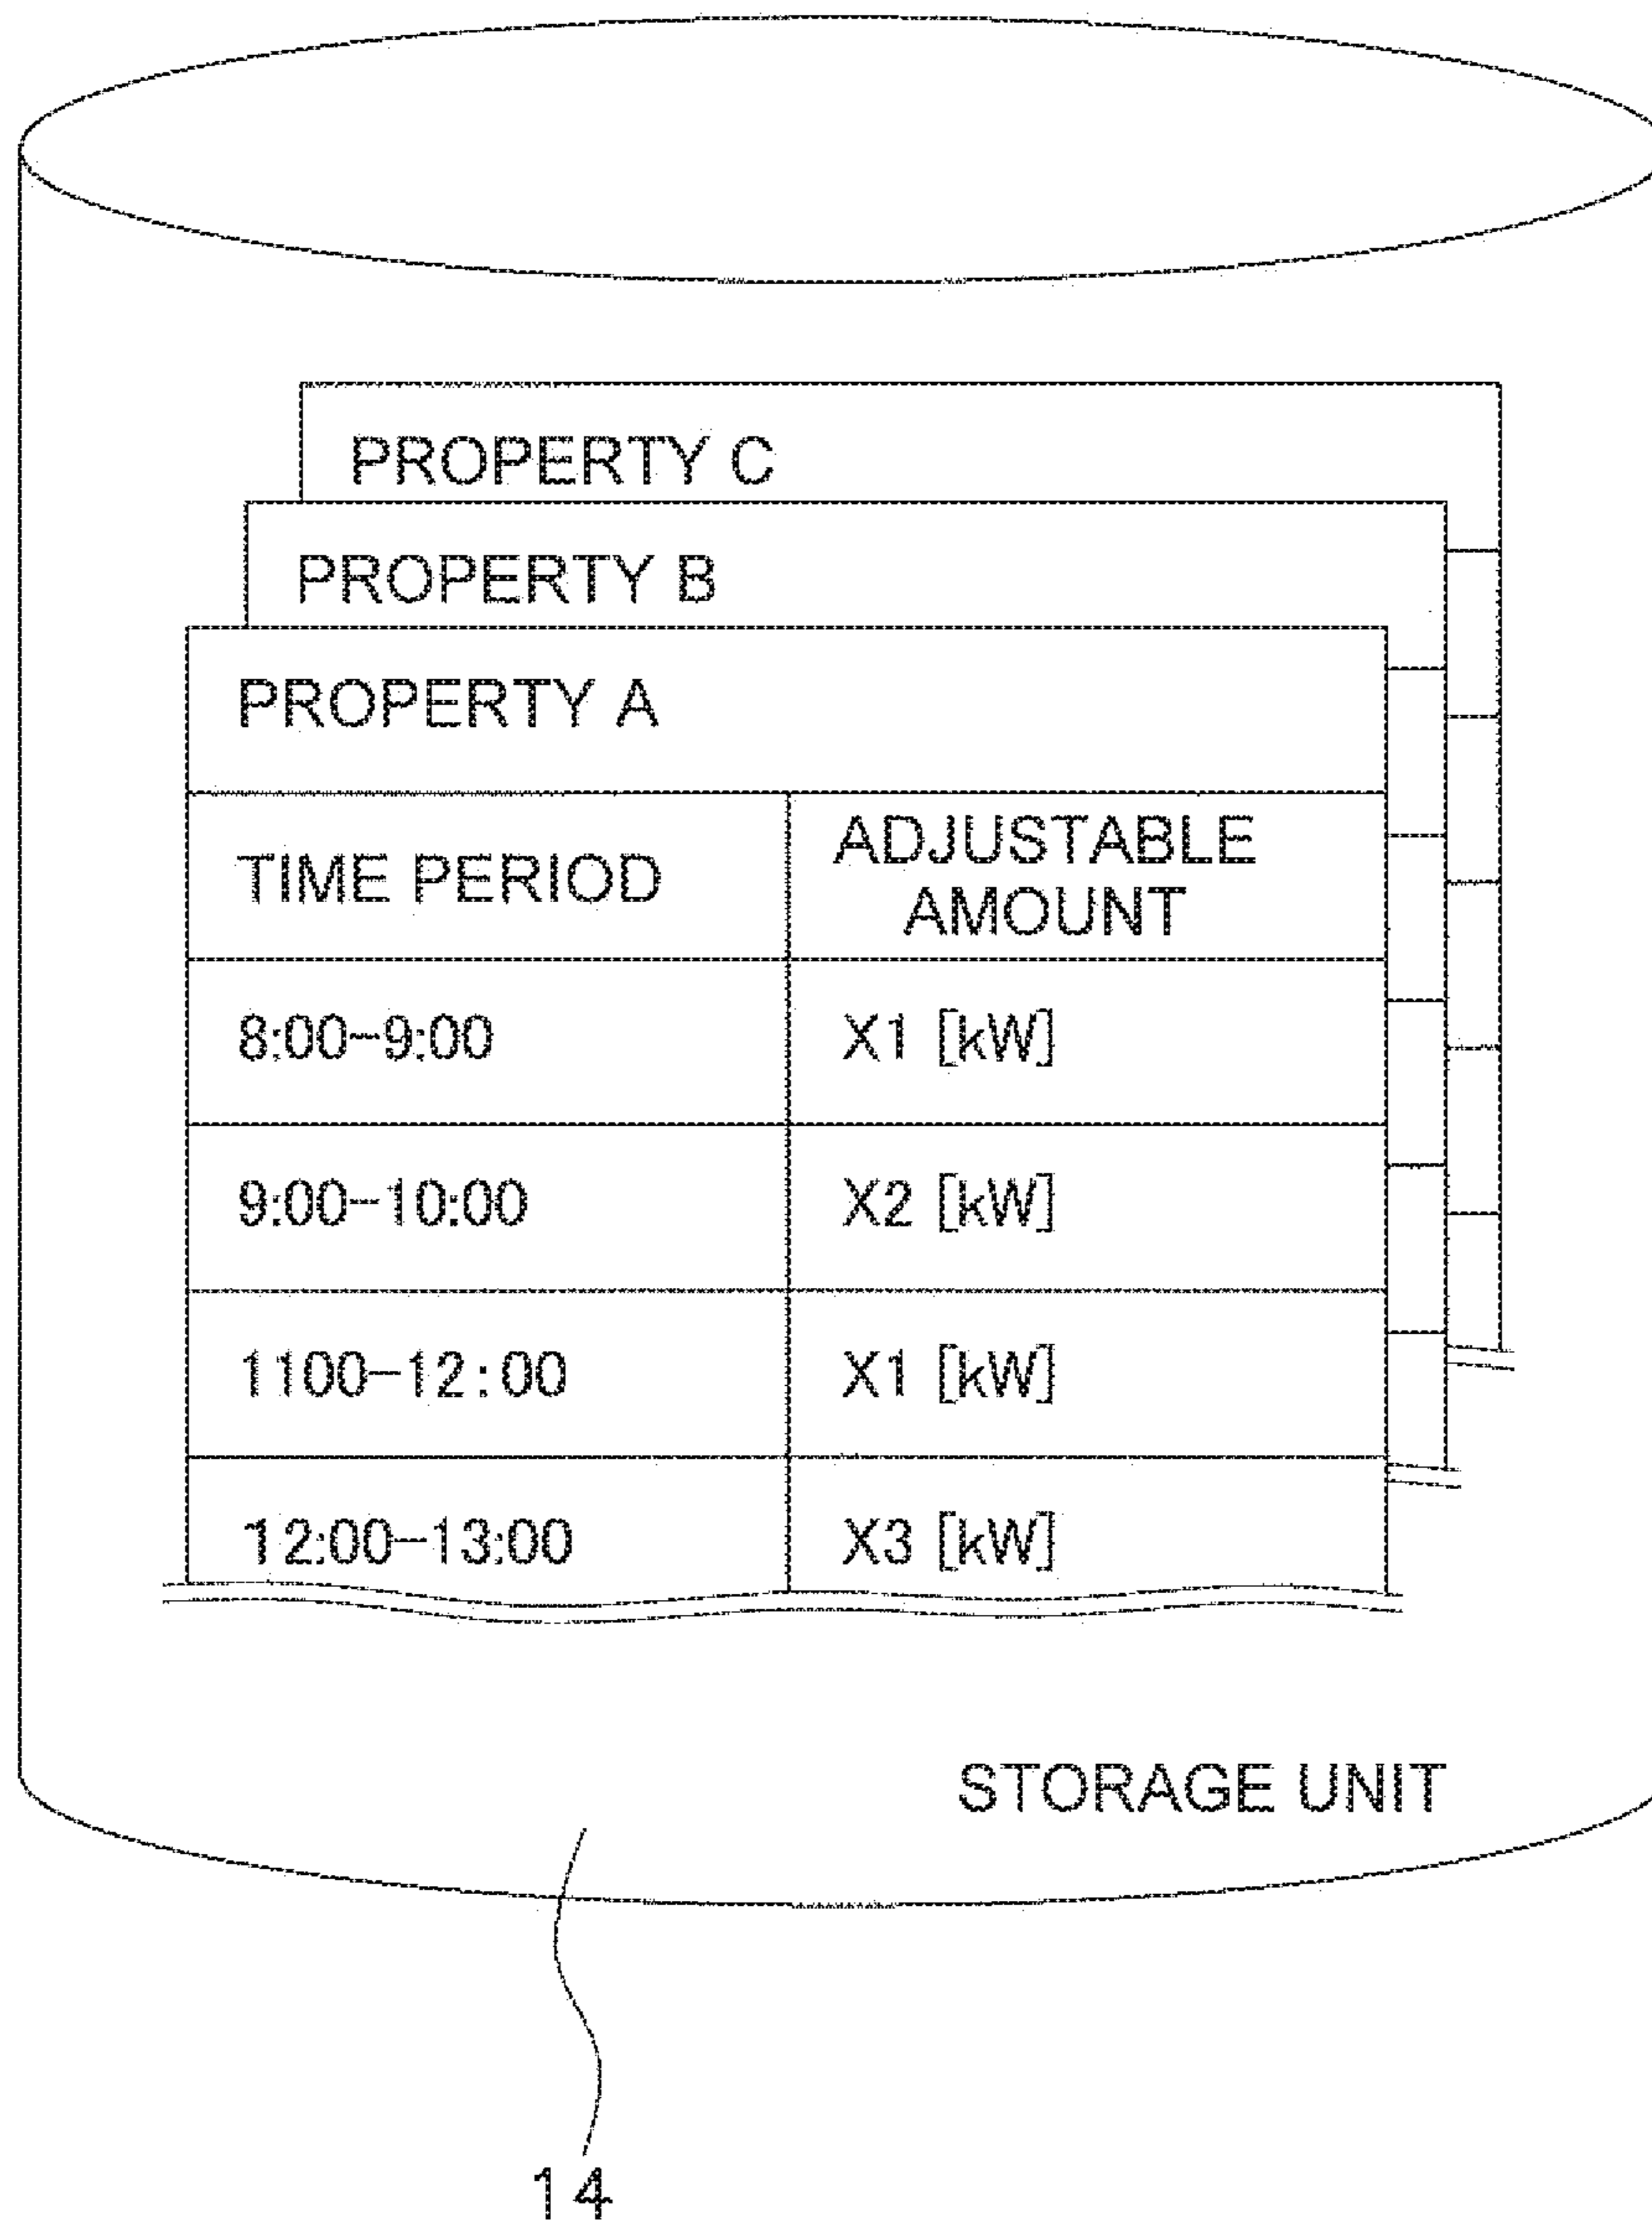 PROPERTY C
PROPERTY B
PROPERTY A
TIME PERIOD
ADJUSTABLE
AMOUNT
8:00-9:00
X1 [kW]
9:00-10:00
X2 [kW]
1100-12:00
X1 [kW]
12:00-13:00
X3 [kW]
STORAGE UNIT
14